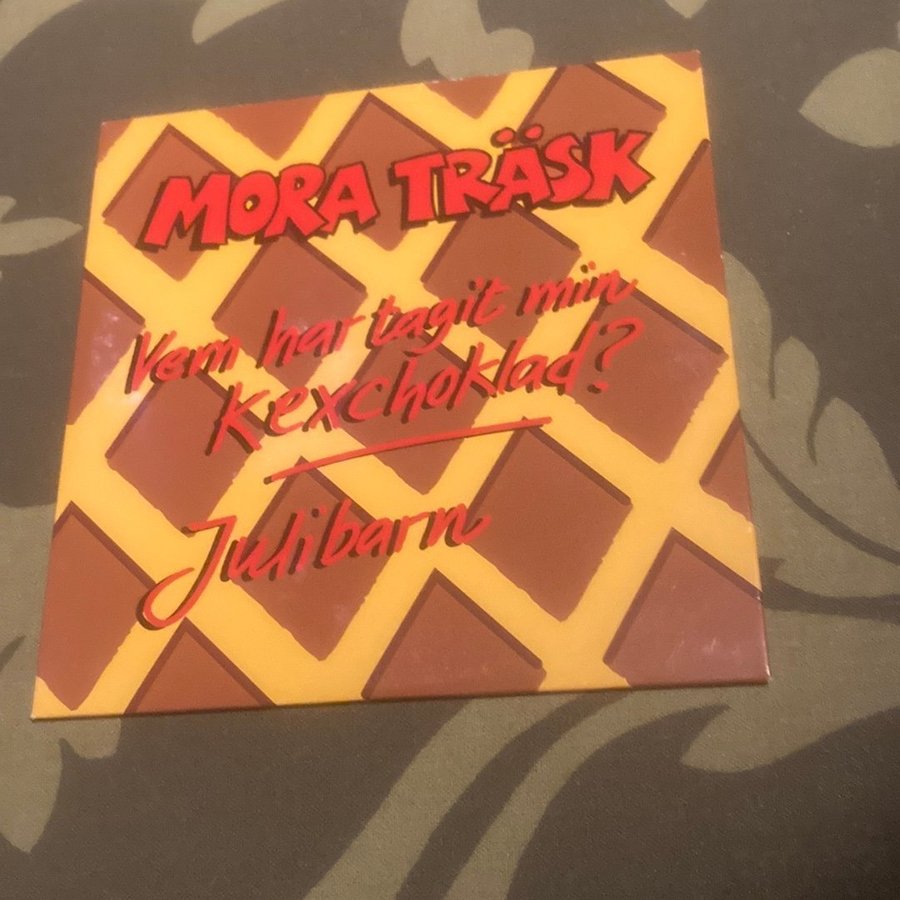 MORA TRÄSK
Vem har tagit min
Kexchoklad?
Julibarn